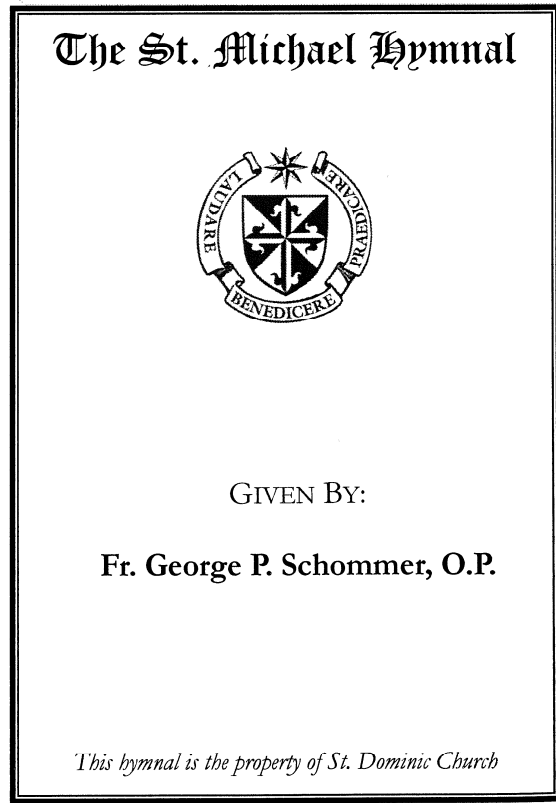 The St. Michael Hymnal
LAUDARE
BENEDICERE
PRAEDICARE
GIVEN BY:
Fr. George P. Schommer, O.P.
This hymnal is the property of St. Dominic Church